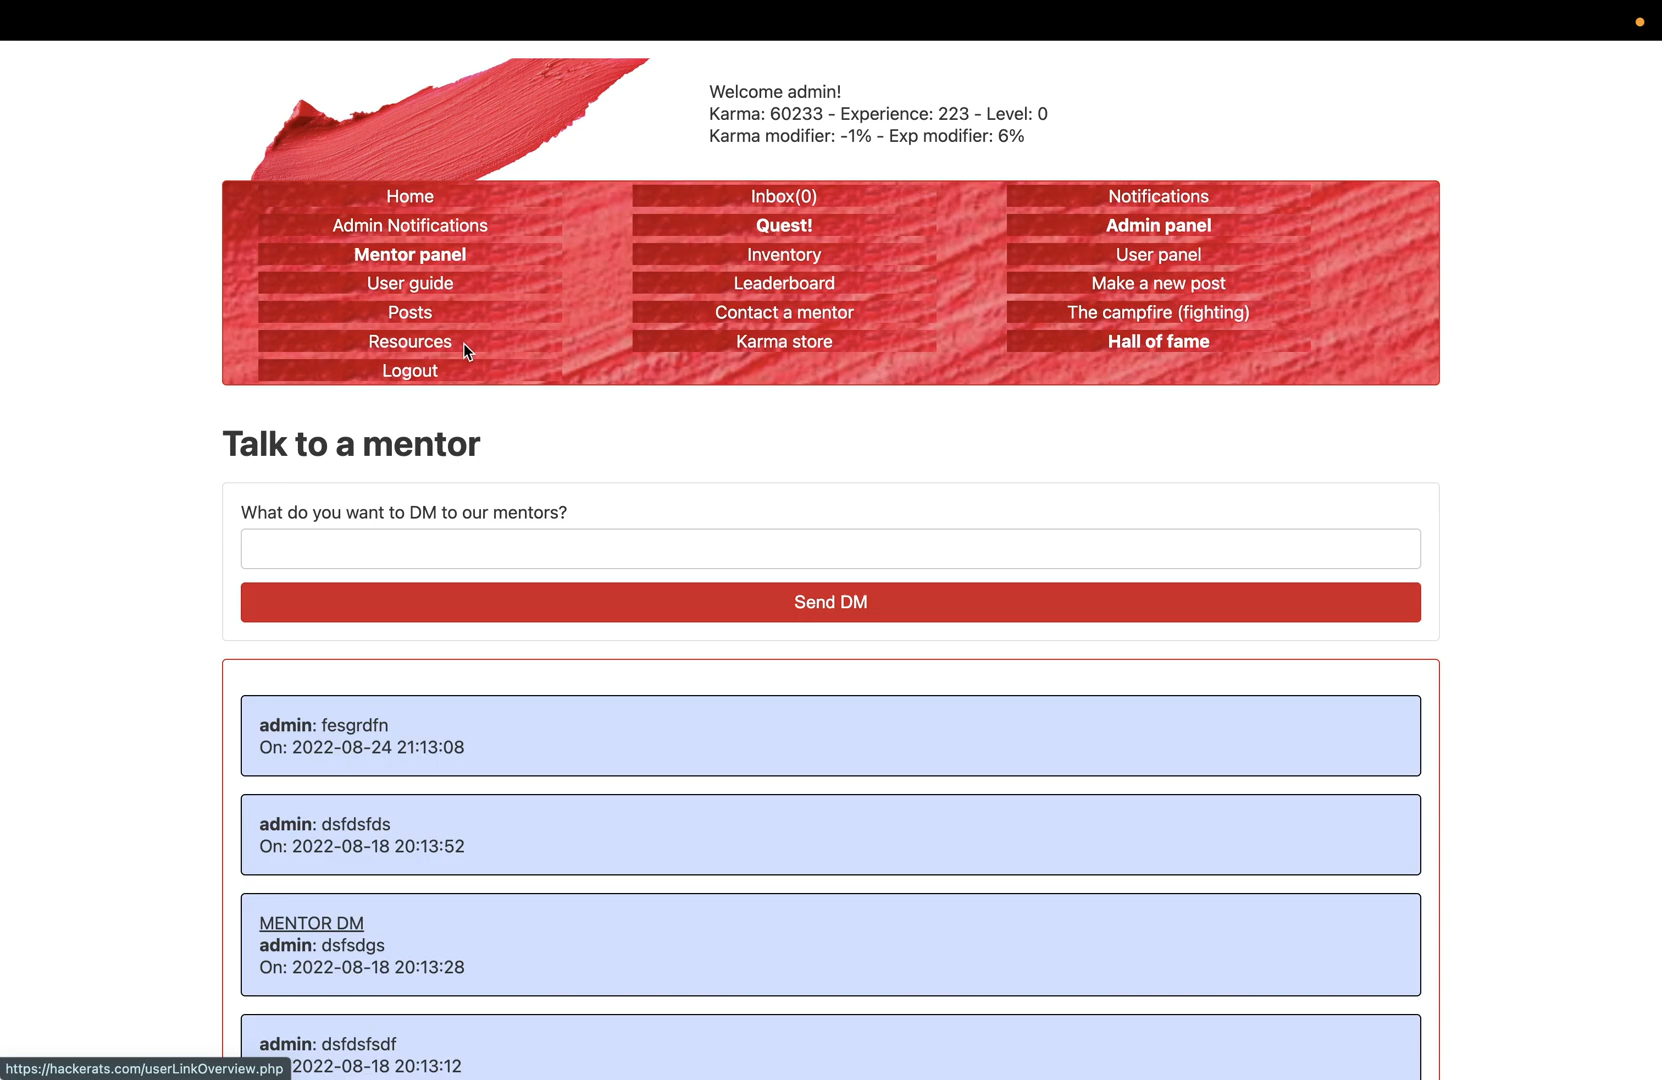 Welcome admin!
Karma: 60233 - Experience: 223 - Level: 0
Karma modifier: -1% - Exp modifier: 6%
Home
Inbox(0)
Notifications
Admin Notifications
Quest!
Admin panel
Mentor panel
Inventory
User panel
User guide
Leaderboard
Make a new post
Posts
Contact a mentor
The campfire (fighting)
Resources
Karma store
Hall of fame
Logout
Talk to a mentor
What do you want to DM to our mentors?
Send DM
admin: fesgrdfn
On: 2022-08-24 21:13:08
admin: dsfdsfds
On: 2022-08-18 20:13:52
MENTOR DM
admin: dsfsdgs
On: 2022-08-18 20:13:28
admin: dsfdsfsdf
2022-08-18 20:13:12
https://hackerats.com/userLinkOverview.php